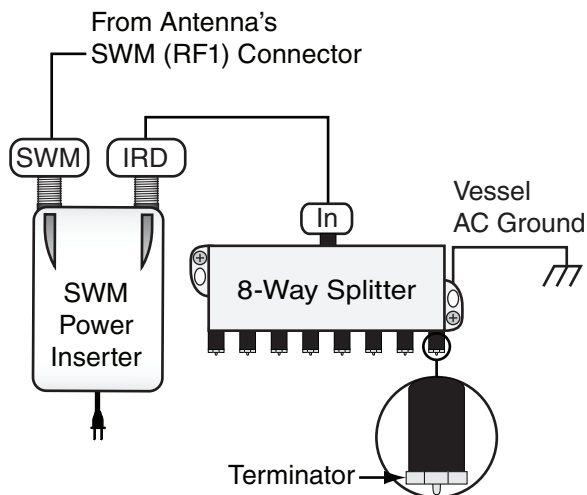 From Antenna's
SWM (RF1) Connector
SWM
IRD
In
Vessel
AC Ground
8-Way Splitter
SWM
Power
Inserter
Terminator